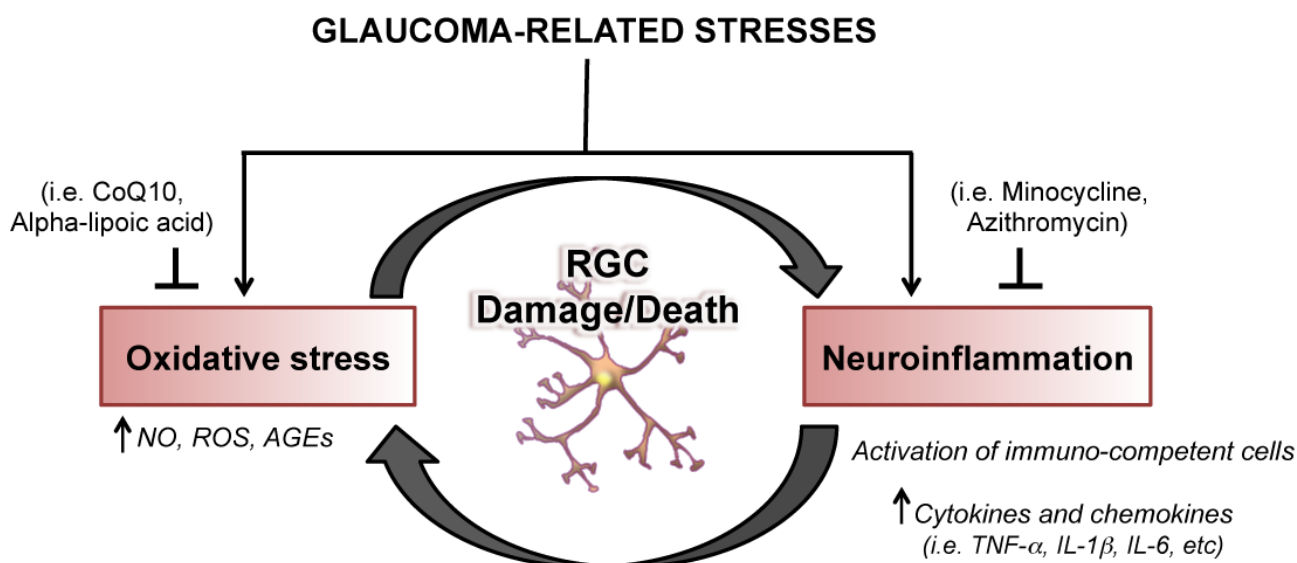 GLAUCOMA-RELATED STRESSES
(i.e. CoQ10,
Alpha-lipoic acid)
(i.e. Minocycline,
Azithromycin)
RGC
Damage/Death
Oxidative stress
Neuroinflammation
↑ NO, ROS, AGEs
Activation of immuno-competent cells
↑ Cytokines and chemokines
(i.e. TNF-α, IL-1β, IL-6, etc)